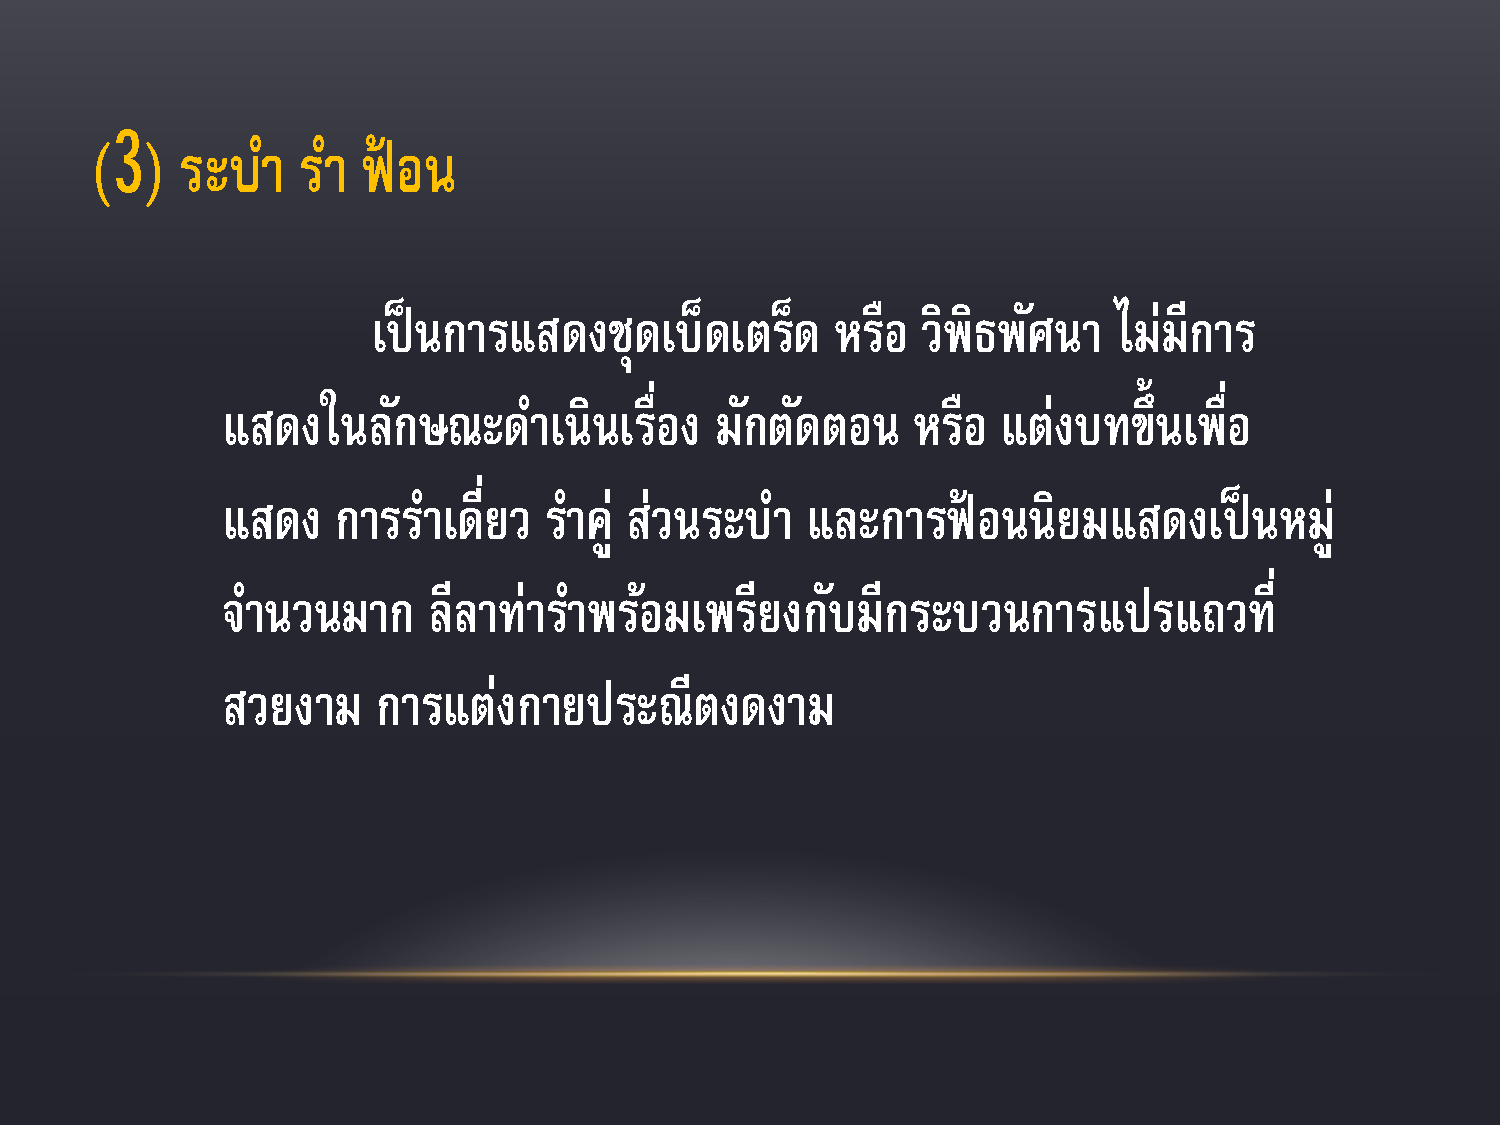 (3) ระบำ รำ ฟ้อน
เป็นการแสดงชุดเบ็ดเตร็ด หรือ วิพิธพัศนา ไม่มีการ
แสดงในลักษณะดำเนินเรื่อง มักตัดตอน หรือ แต่งบทขึ้นเพื่อ
แสดง การรำเดี่ยว รำคู่ ส่วนระบำ และการฟ้อนนิยมแสดงเป็นหมู่
จำนวนมาก ลีลาท่ารำพร้อมเพรียงกับมีกระบวนการแปรแถวที่
สวยงาม การแต่งกายประณีตงดงาม